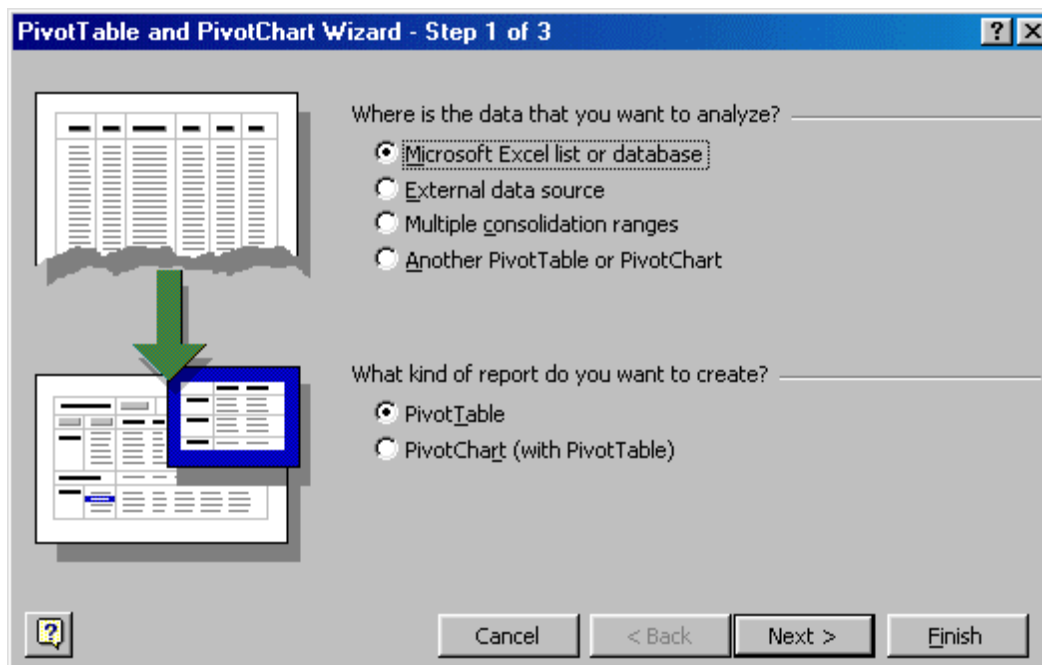 PivotTable and PivotChart Wizard - Step 1 of 3
Where is the data that you want to analyze?
Microsoft Excel list or database
External data source
Multiple consolidation ranges
Another PivotTable or PivotChart
What kind of report do you want to create?
PivotTable
PivotChart (with PivotTable)
Cancel
< Back
Next >
Finish